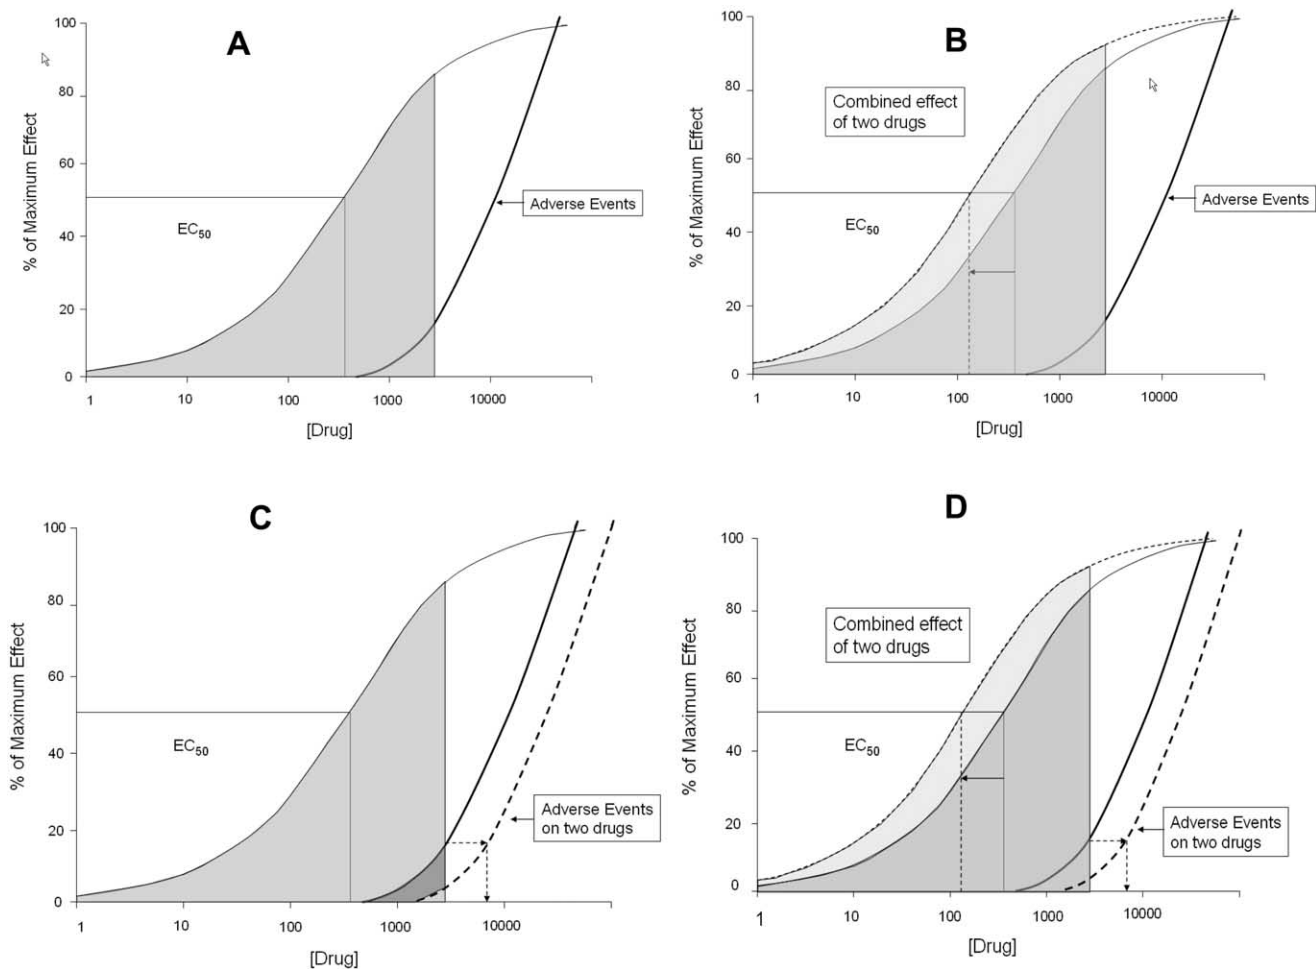 A
100
80
60
40
20
0
% of Maximum Effect
EC50
Adverse Events
1 10 100 1000 10000
[Drug]
B
100
80
60
40
20
0
% of Maximum Effect
Combined effect
of two drugs
EC50
Adverse Events
1 10 100 1000 10000
[Drug]
C
100
80
60
40
20
0
% of Maximum Effect
EC50
Adverse Events
on two drugs
1 10 100 1000 10000
[Drug]
D
100
80
60
40
20
0
% of Maximum Effect
Combined effect
of two drugs
EC50
Adverse Events
on two drugs
1 10 100 1000 10000
[Drug]